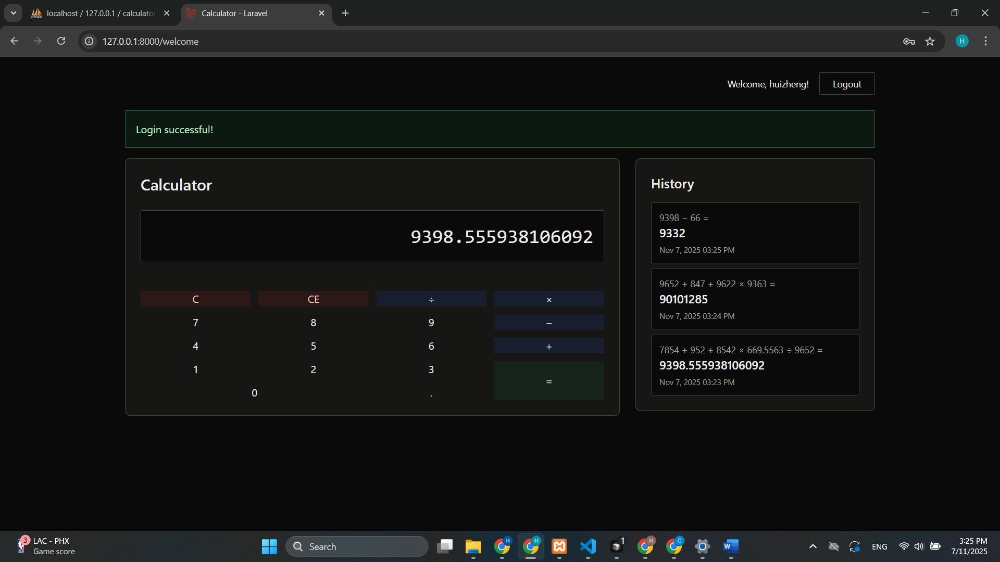 localhost / 127.0.0.1 / calculator
Calculator - Laravel
127.0.0.1:8000/welcome
H
Welcome, huizheng!
Logout
Login successful!
Calculator
9398.555938106092
C CE ÷ ×
7 8 9 −
4 5 6 +
1 2 3
=
0 .
History
9398 − 66 =
9332
Nov 7, 2025 03:25 PM
9652 + 847 + 9622 × 9363 =
90101285
Nov 7, 2025 03:24 PM
7854 + 952 + 8542 × 669.5563 ÷ 9652 =
9398.555938106092
Nov 7, 2025 03:23 PM
3
LAC - PHX
Game score
Search
H
H
1
H
C
W
ENG
3:25 PM
7/11/2025